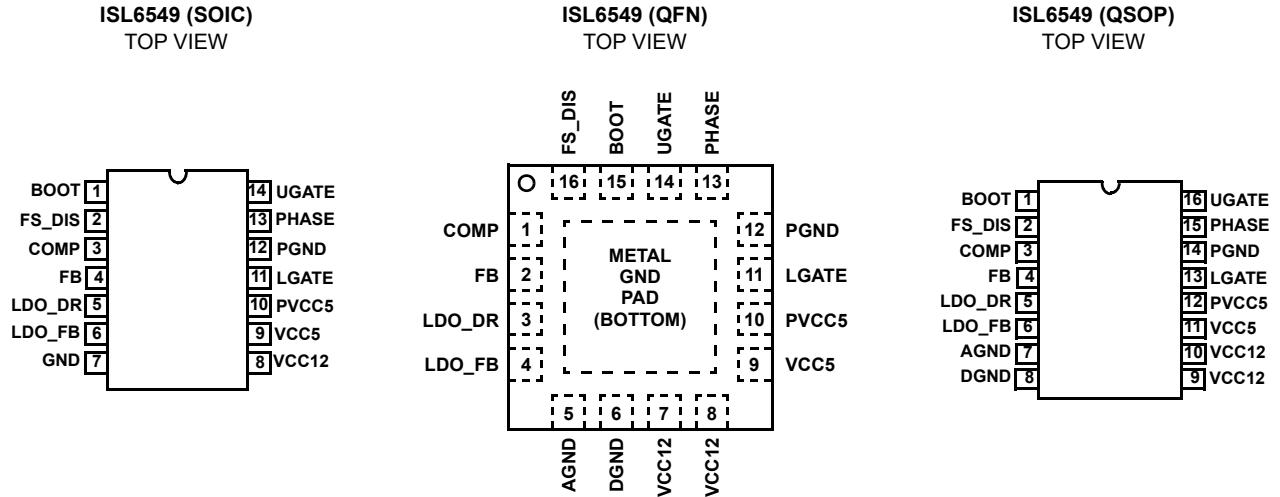 ISL6549 (SOIC)
TOP VIEW
BOOT 1
FS_DIS 2
COMP 3
FB 4
LDO_DR 5
LDO_FB 6
GND 7
14 UGATE
13 PHASE
12 PGND
11 LGATE
10 PVCC5
9 VCC5
8 VCC12
ISL6549 (QFN)
TOP VIEW
FS_DIS
BOOT
UGATE
PHASE
16 15 14 13
COMP 1
FB 2
LDO_DR 3
LDO_FB 4
METAL
GND
PAD
(BOTTOM)
12 PGND
11 LGATE
10 PVCC5
9 VCC5
5 6 7 8
AGND
DGND
VCC12
VCC12
ISL6549 (QSOP)
TOP VIEW
BOOT 1
FS_DIS 2
COMP 3
FB 4
LDO_DR 5
LDO_FB 6
AGND 7
DGND 8
16 UGATE
15 PHASE
14 PGND
13 LGATE
12 PVCC5
11 VCC5
10 VCC12
9 VCC12